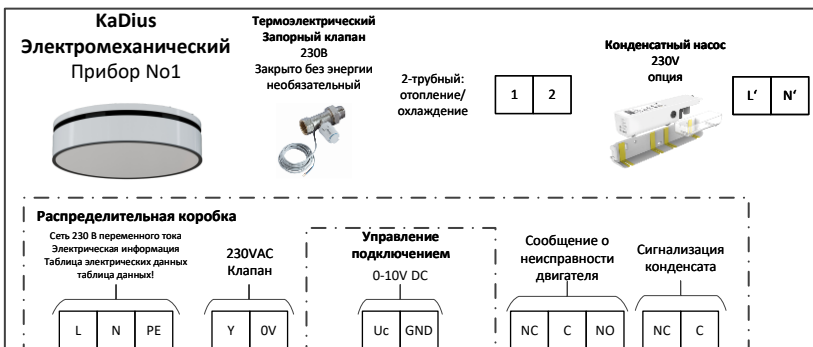 KaDius
Электромеханический
Прибор No1
Термоэлектрический
Запорный клапан
230В
Закрыто без энергии
необязательный
2-трубный:
отопление/
охлаждение
1 2
Конденсатный насос
230V
опция
L‘ N‘
Распределительная коробка
Сеть 230 В переменного тока
Электрическая информация
Таблица электрических данных
таблица данных!
L N PE
230VAC
Клапан
Y 0V
Управление
подключением
0-10V DC
Uc GND
Сообщение о
неисправности
двигателя
NC C NO
Сигнализация
конденсата
NC C